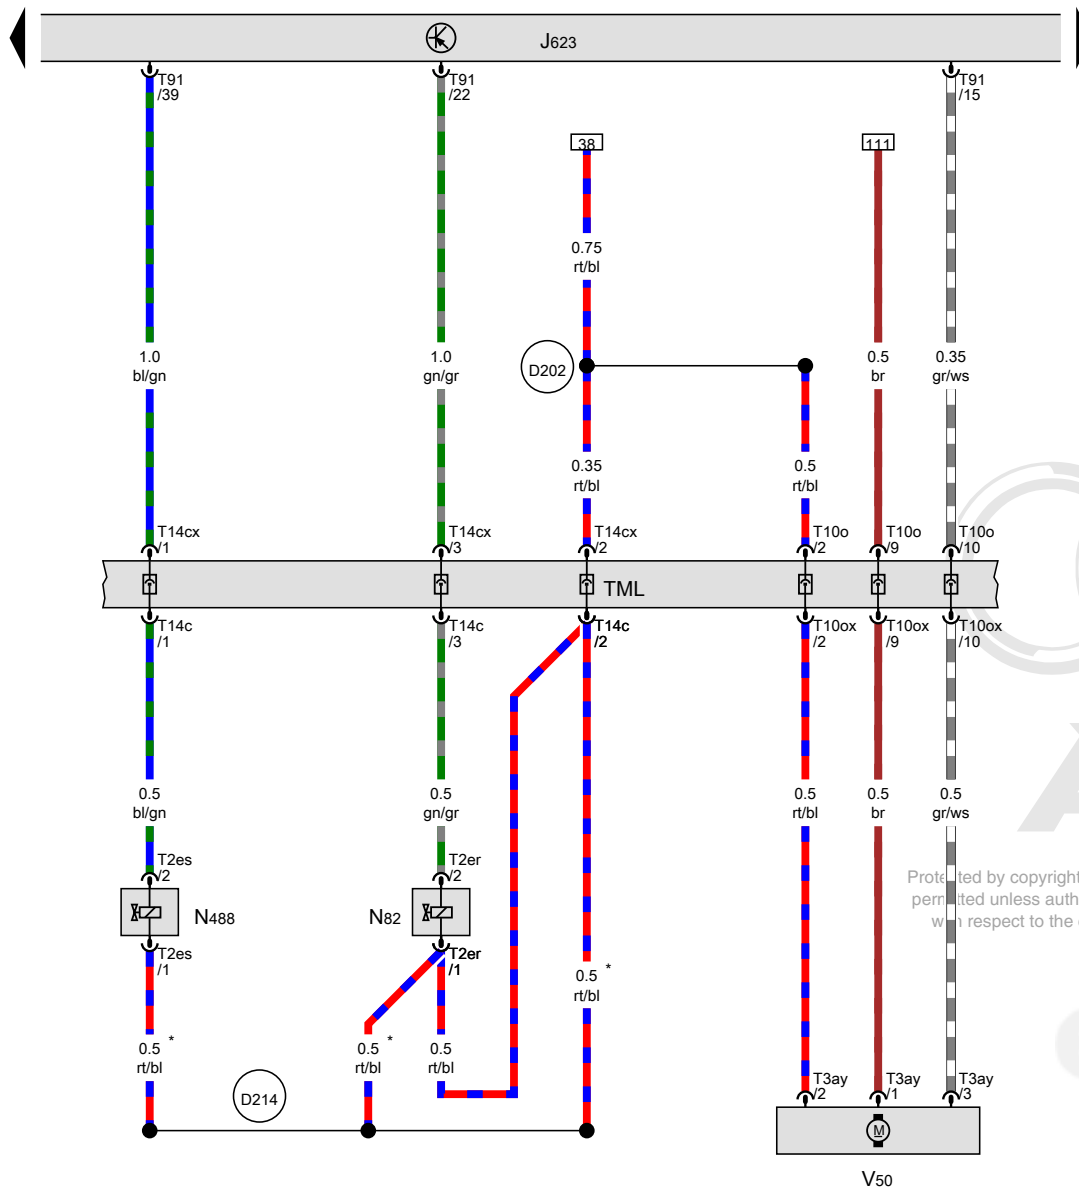 J623
T91 T91 T91
/39 /22 /15
38 111
0.75
rt/bl
1.0 1.0 0.5 0.35
bl/gn gn/gr D202 br gr/ws
0.35 0.5
rt/bl rt/bl
T14cx T14cx T14cx T10o T10o T10o
/1 /3 /2 /2 /9 /10
TML
T14c T14c T14c T10ox T10ox T10ox
/1 /3 /2 /2 /9 /10
0.5 0.5 0.5 0.5 0.5
bl/gn gn/gr rt/bl br gr/ws
T2es T2er
/2 /2
N488 N82
T2es T2er
/1 /1
0.5 *
rt/bl
0.5 * 0.5 * 0.5
rt/bl rt/bl rt/bl
D214
T3ay T3ay T3ay
/2 /1 /3
M
V50
by copyright
unless
respect to the